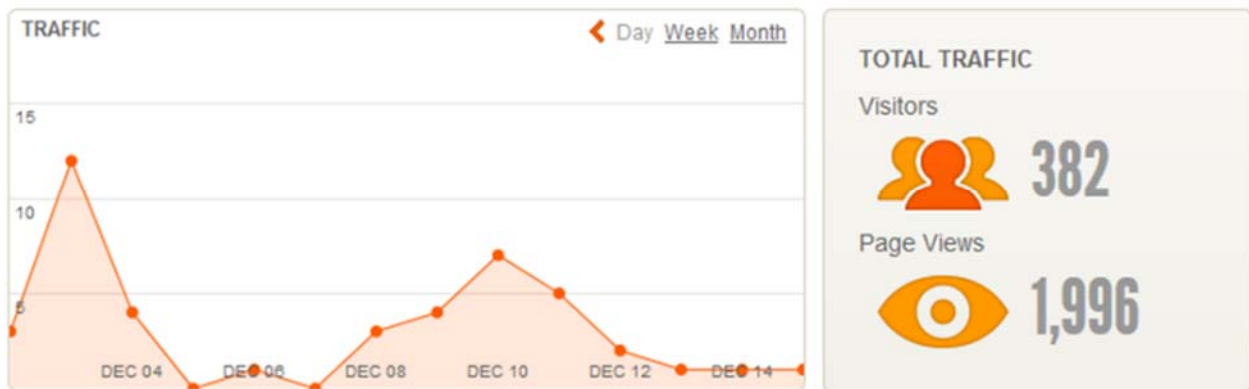 TRAFFIC
Day Week Month
15
10
5
DEC 04 DEC 06 DEC 08 DEC 10 DEC 12 DEC 14
TOTAL TRAFFIC
Visitors
382
Page Views
1,996